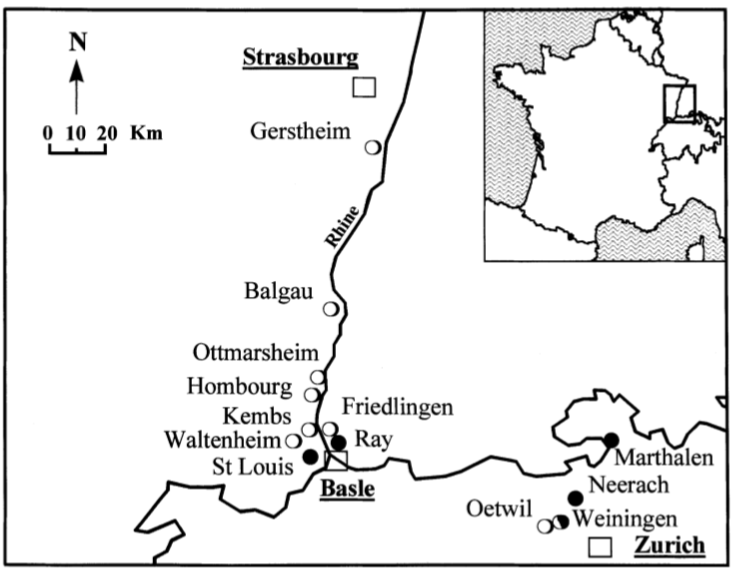 N
Strasbourg
0 10 20 Km
Gerstheim
Rhine
Balgau
Ottmarsheim
Hombourg
Kembs
Friedlingen
Waltenheim
Ray
St Louis
Basle
Marthalen
Neerach
Oetwil
Weiningen
Zurich